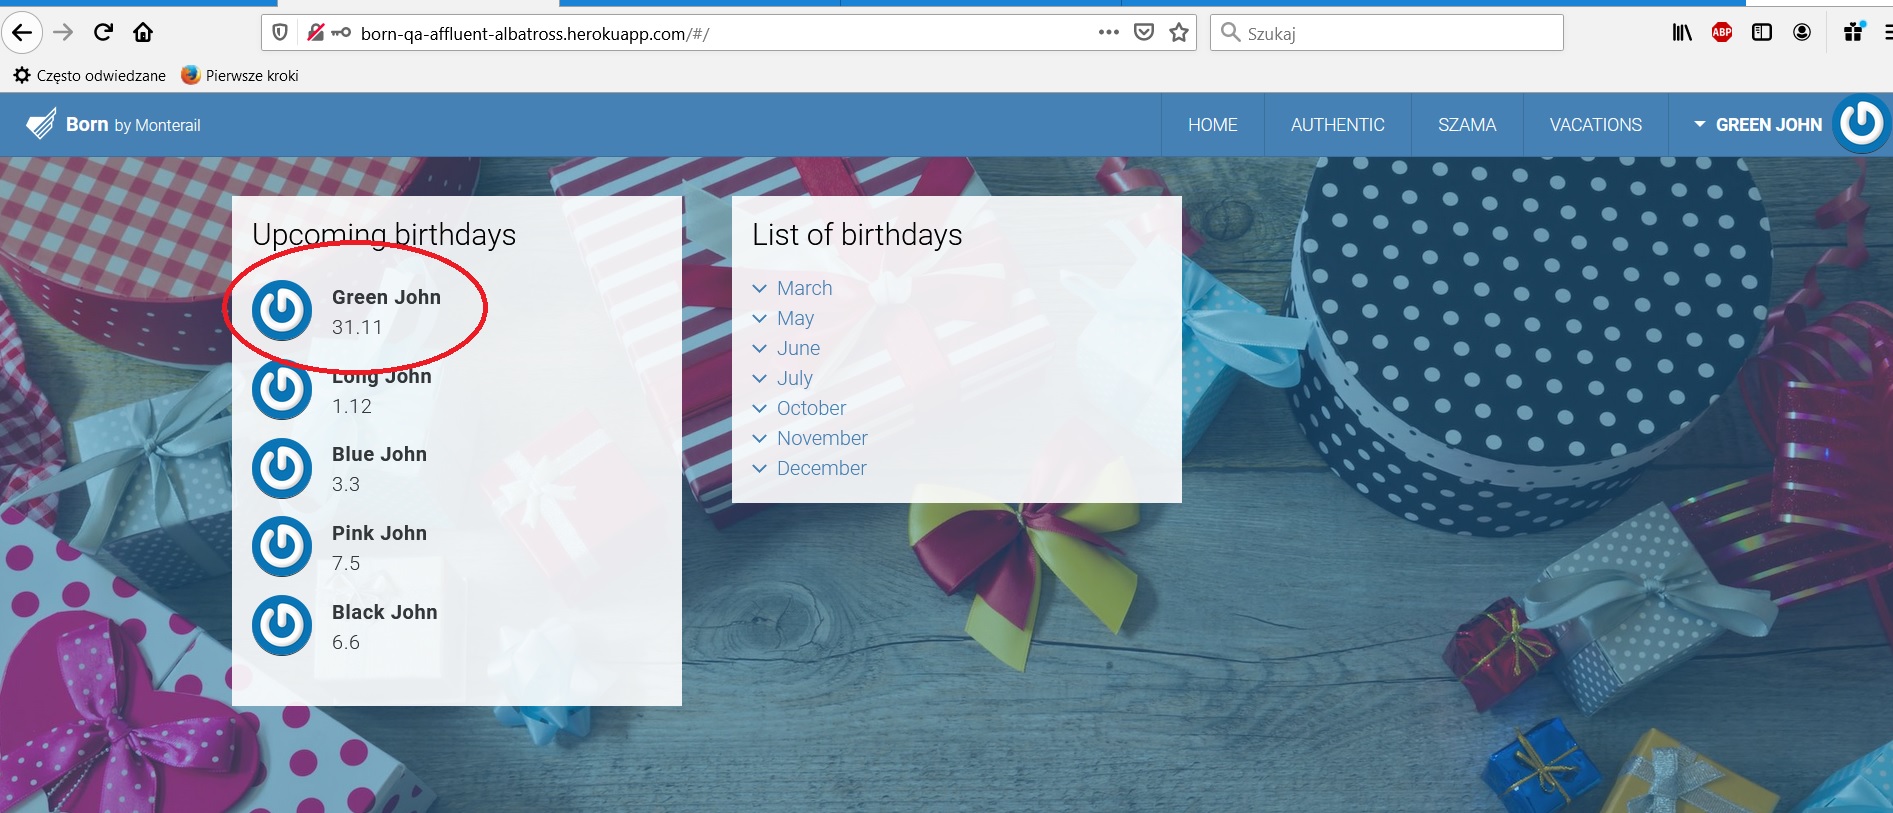 born-qa-affluent-albatross.herokuapp.com/#/
Szukaj
ABP
Często odwiedzane
Pierwsze kroki
Born by Monterail
HOME
AUTHENTIC
SZAMA
VACATIONS
GREEN JOHN
Upcoming birthdays
Green John
31.11
Long John
1.12
Blue John
3.3
Pink John
7.5
Black John
6.6
List of birthdays
March
May
June
July
October
November
December